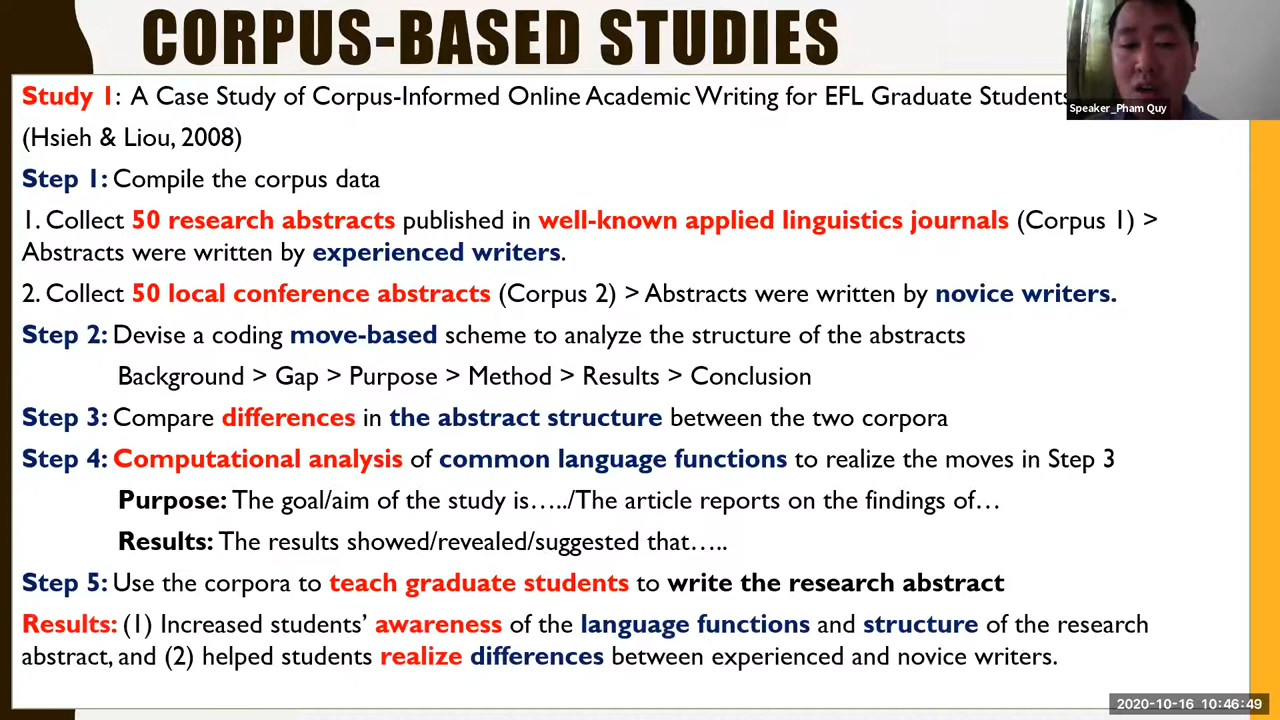 CORPUS-BASED STUDIES
Study 1: A Case Study of Corpus-Informed Online Academic Writing for EFL Graduate Students
(Hsieh & Liou, 2008)
Step 1: Compile the corpus data
1. Collect 50 research abstracts published in well-known applied linguistics journals (Corpus 1) >
Abstracts were written by experienced writers.
2. Collect 50 local conference abstracts (Corpus 2) > Abstracts were written by novice writers.
Step 2: Devise a coding move-based scheme to analyze the structure of the abstracts
Background > Gap > Purpose > Method > Results > Conclusion
Step 3: Compare differences in the abstract structure between the two corpora
Step 4: Computational analysis of common language functions to realize the moves in Step 3
Purpose: The goal/aim of the study is…../The article reports on the findings of…
Results: The results showed/revealed/suggested that…..
Step 5: Use the corpora to teach graduate students to write the research abstract
Results: (1) Increased students’ awareness of the language functions and structure of the research
abstract, and (2) helped students realize differences between experienced and novice writers.
Speaker_Pham Quy
2020-10-16 10:46:49